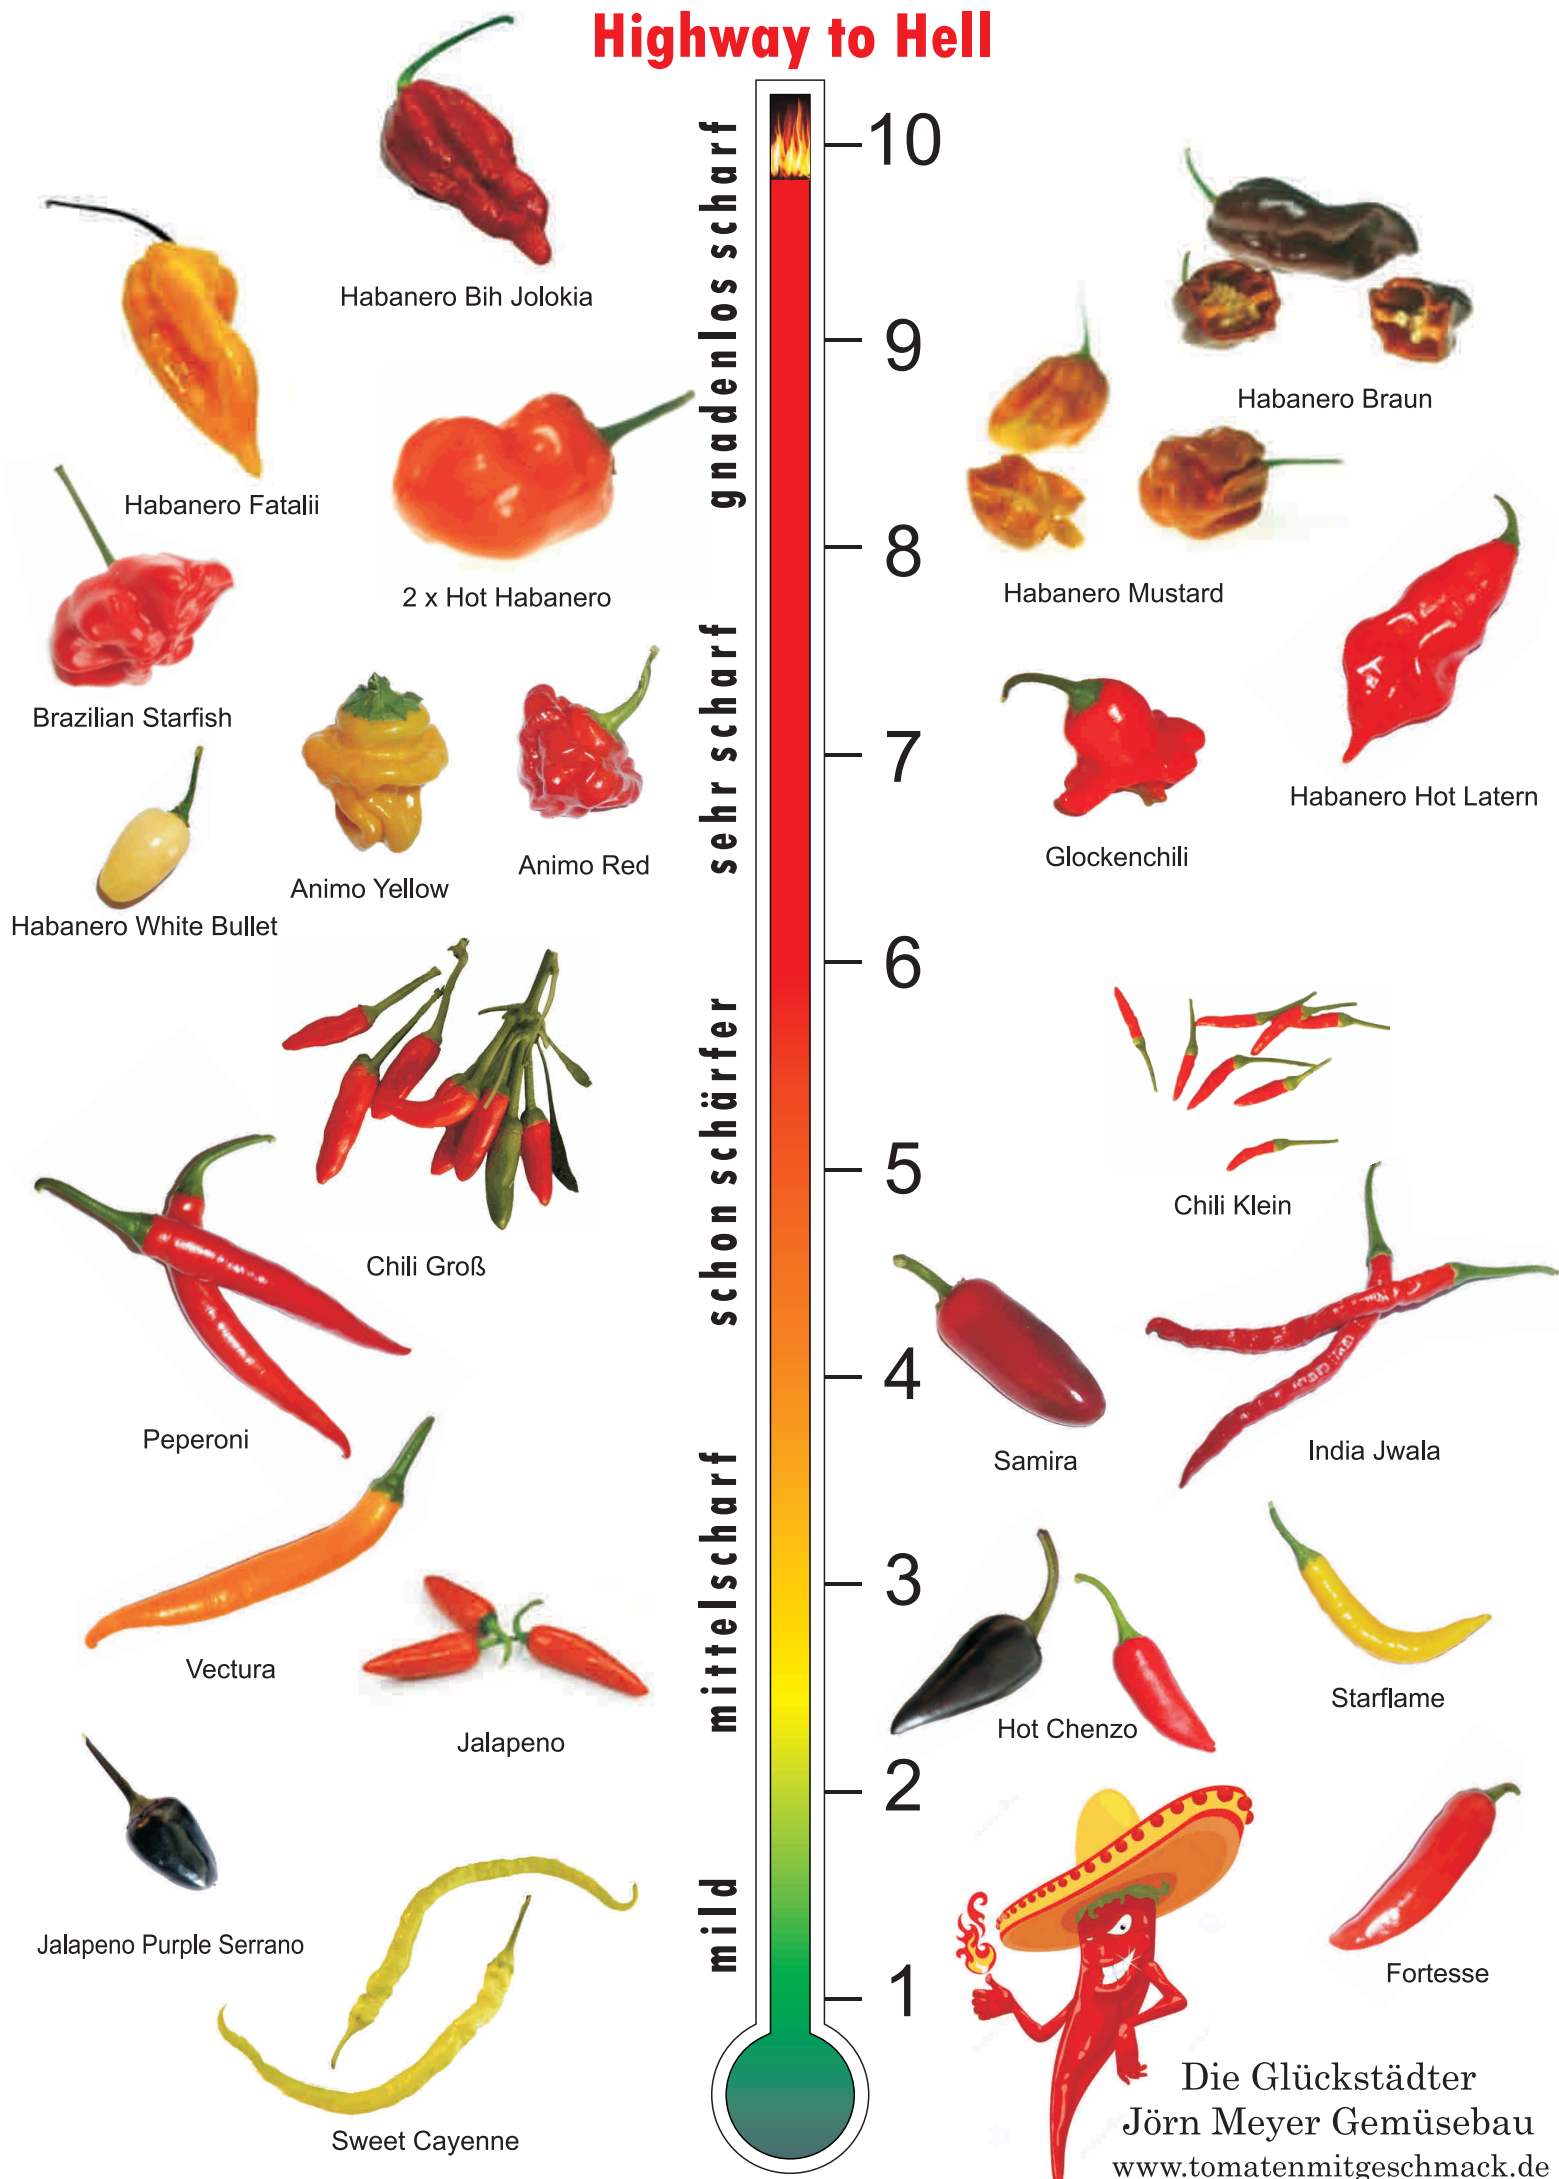 Highway to Hell
10
gnadenlos scharf
Habanero Bih Jolokia
9
Habanero Braun
Habanero Fatalii
8
2 x Hot Habanero
Habanero Mustard
sehr scharf
Brazilian Starfish
7
Habanero Hot Latern
Animo Red
Glockenchili
Animo Yellow
Habanero White Bullet
6
schon schärfer
5
Chili Klein
Chili Groß
4
Peperoni
Samira
India Jwala
mittelscharf
3
Vectura
Starflame
Jalapeno
Hot Chenzo
2
mild
Jalapeno Purple Serrano
1
Fortesse
Sweet Cayenne
Die Glückstädter
Jörn Meyer Gemüsebau
www.tomatenmitgeschmack.de